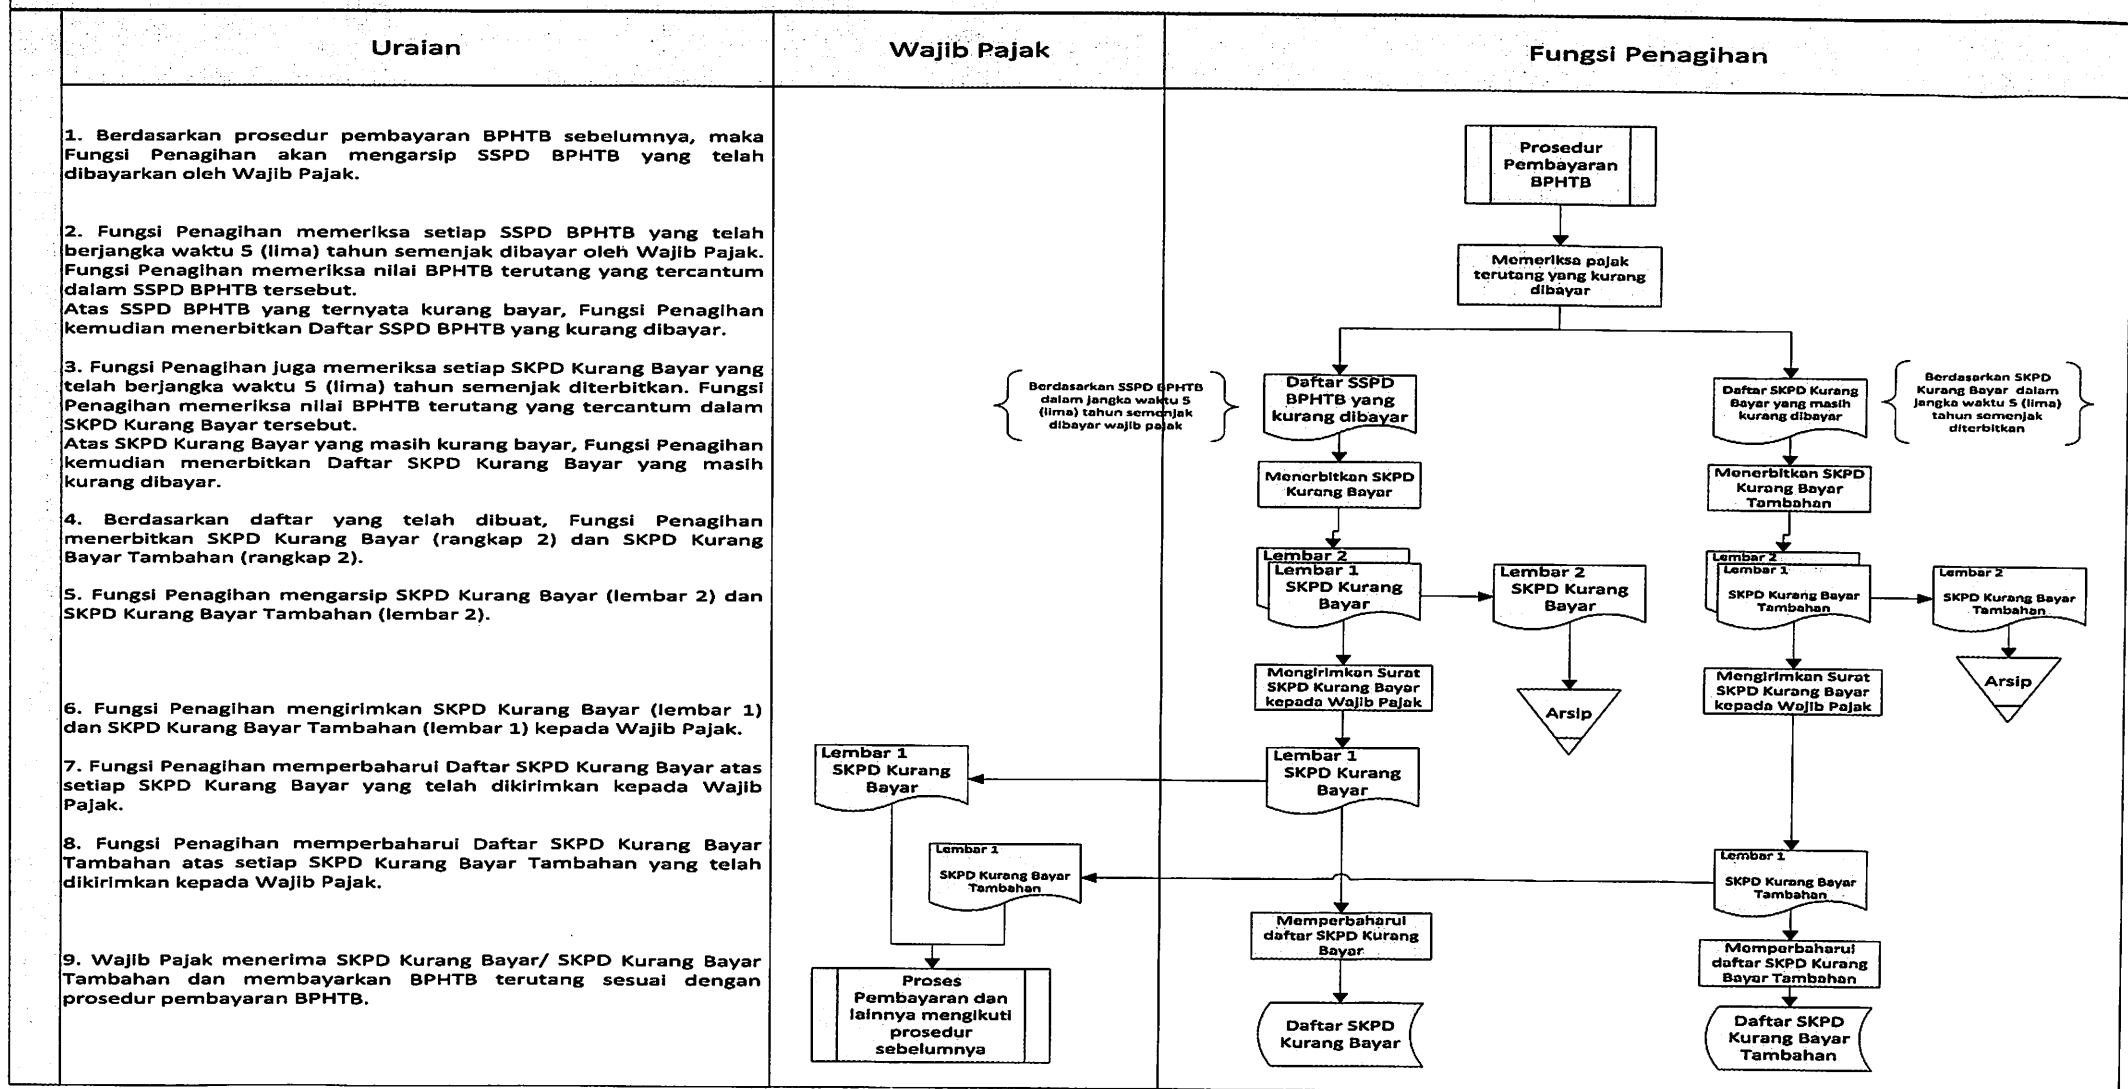 Uraian
Wajib Pajak
Fungsi Penagihan
1. Berdasarkan prosedur pembayaran BPHTB sebelumnya, maka
Fungsi Penagihan akan mengarsip SSPD BPHTB yang telah
dibayarkan oleh Wajib Pajak.
2. Fungsi Penagihan memeriksa setiap SSPD BPHTB yang telah
berjangka waktu 5 (lima) tahun semenjak dibayar oleh Wajib Pajak.
Fungsi Penagihan memeriksa nilai BPHTB terutang yang tercantum
dalam SSPD BPHTB tersebut.
Atas SSPD BPHTB yang ternyata kurang bayar, Fungsi Penagihan
kemudian menerbitkan Daftar SSPD BPHTB yang kurang dibayar.
3. Fungsi Penagihan juga memeriksa setiap SKPD Kurang Bayar yang
telah berjangka waktu 5 (lima) tahun semenjak diterbitkan. Fungsi
Penagihan memeriksa nilai BPHTB terutang yang tercantum dalam
SKPD Kurang Bayar tersebut.
Atas SKPD Kurang Bayar yang masih kurang bayar, Fungsi Penagihan
kemudian menerbitkan Daftar SKPD Kurang Bayar yang masih
kurang dibayar.
4. Berdasarkan daftar yang telah dibuat, Fungsi Penagihan
menerbitkan SKPD Kurang Bayar (rangkap 2) dan SKPD Kurang
Bayar Tambahan (rangkap 2).
5. Fungsi Penagihan mengarsip SKPD Kurang Bayar (lembar 2) dan
SKPD Kurang Bayar Tambahan (lembar 2).
6. Fungsi Penagihan mengirimkan SKPD Kurang Bayar (lembar 1)
dan SKPD Kurang Bayar Tambahan (lembar 1) kepada Wajib Pajak.
7. Fungsi Penagihan memperbaharui Daftar SKPD Kurang Bayar atas
setiap SKPD Kurang Bayar yang telah dikirimkan kepada Wajib
Pajak.
8. Fungsi Penagihan memperbaharui Daftar SKPD Kurang Bayar
Tambahan atas setiap SKPD Kurang Bayar Tambahan yang telah
dikirimkan kepada Wajib Pajak.
9. Wajib Pajak menerima SKPD Kurang Bayar/ SKPD Kurang Bayar
Tambahan dan membayarkan BPHTB terutang sesuai dengan
prosedur pembayaran BPHTB.
Prosedur
Pembayaran
BPHTB
Memeriksa pajak
terutang yang kurang
dibayar
Berdasarkan SSPD BPHTB
dalam jangka waktu 5
(lima) tahun semenjak
dibayar wajib pajak
Daftar SSPD
BPHTB yang
kurang dibayar
Daftar SKPD Kurang
Bayar yang masih
kurang dibayar
Berdasarkan SKPD
Kurang Bayar dalam
jangka waktu 5 (lima)
tahun semenjak
diterbitkan
Menerbitkan SKPD
Kurang Bayar
Menerbitkan SKPD
Kurang Bayar
Tambahan
Lembar 2
Lembar 1
SKPD Kurang
Bayar
Lembar 2
SKPD Kurang
Bayar
Lembar 2
Lembar 1
SKPD Kurang Bayar
Tambahan
Lembar 2
SKPD Kurang Bayar
Tambahan
Mengirimkan Surat
SKPD Kurang Bayar
kepada Wajib Pajak
Arsip
Mengirimkan Surat
SKPD Kurang Bayar
kepada Wajib Pajak
Arsip
Lembar 1
SKPD Kurang
Bayar
Lembar 1
SKPD Kurang
Bayar
Lembar 1
SKPD Kurang Bayar
Tambahan
Lembar 1
SKPD Kurang Bayar
Tambahan
Memperbaharui
daftar SKPD Kurang
Bayar
Memperbaharui
daftar SKPD Kurang
Bayar Tambahan
Proses
Pembayaran dan
lainnya mengikuti
prosedur
sebelumnya
Daftar SKPD
Kurang Bayar
Daftar SKPD
Kurang Bayar
Tambahan